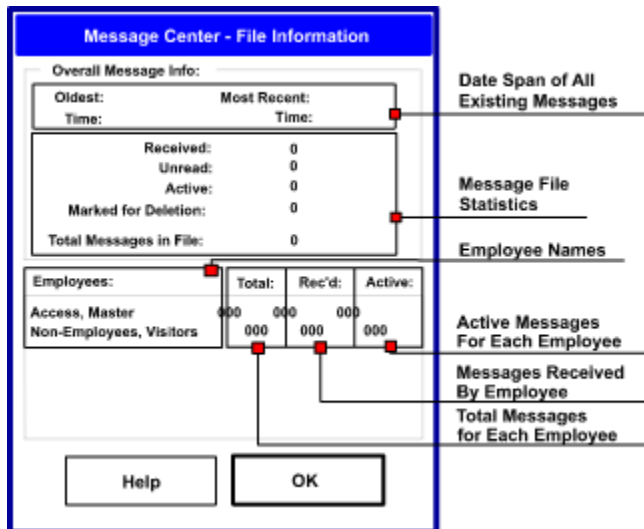 Message Center - File Information
Overall Message Info:
Oldest: Most Recent:
Time: Time:
Received: 0
Unread: 0
Active: 0
Marked for Deletion: 0
Total Messages in File: 0
Employees: Total: Rec'd: Active:
Access, Master 000 000 000
Non-Employees, Visitors 000 000 000
Help OK
Date Span of All
Existing Messages
Message File
Statistics
Employee Names
Active Messages
For Each Employee
Messages Received
By Employee
Total Messages
for Each Employee